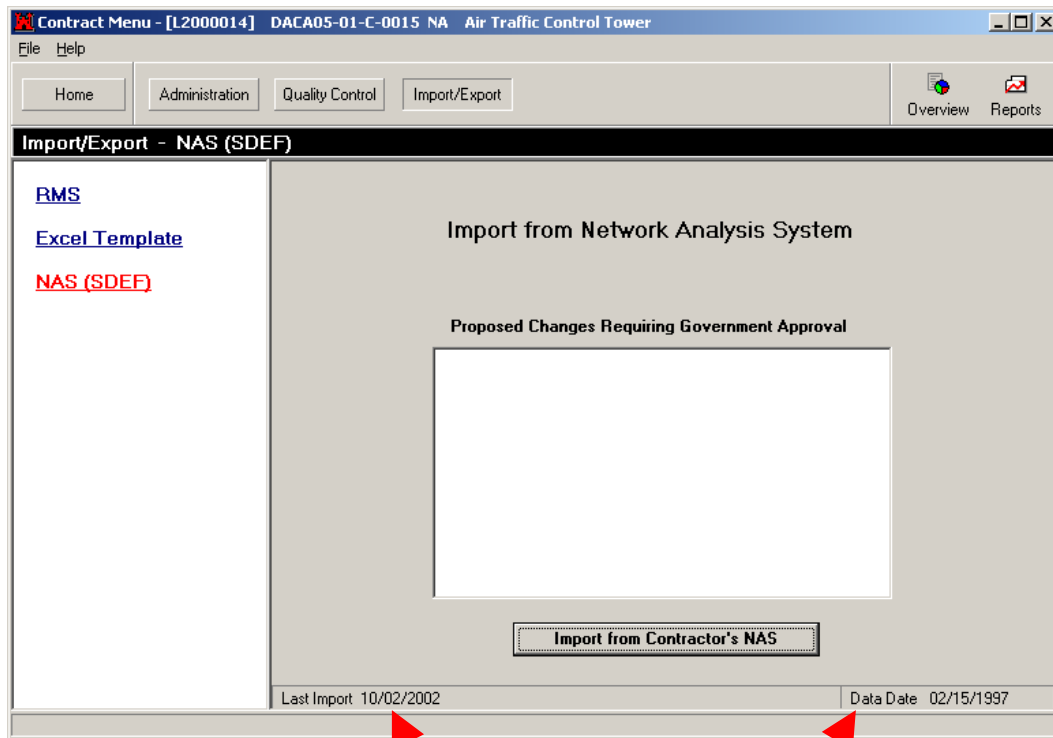 Contract Menu - [L2000014] DACA05-01-C-0015 NA Air Traffic Control Tower
File Help
Home Administration Quality Control Import/Export Overview Reports
Import/Export - NAS (SDEF)
RMS
Excel Template
NAS (SDEF)
Import from Network Analysis System
Proposed Changes Requiring Government Approval
Import from Contractor's NAS
Last Import 10/02/2002 Data Date 02/15/1997